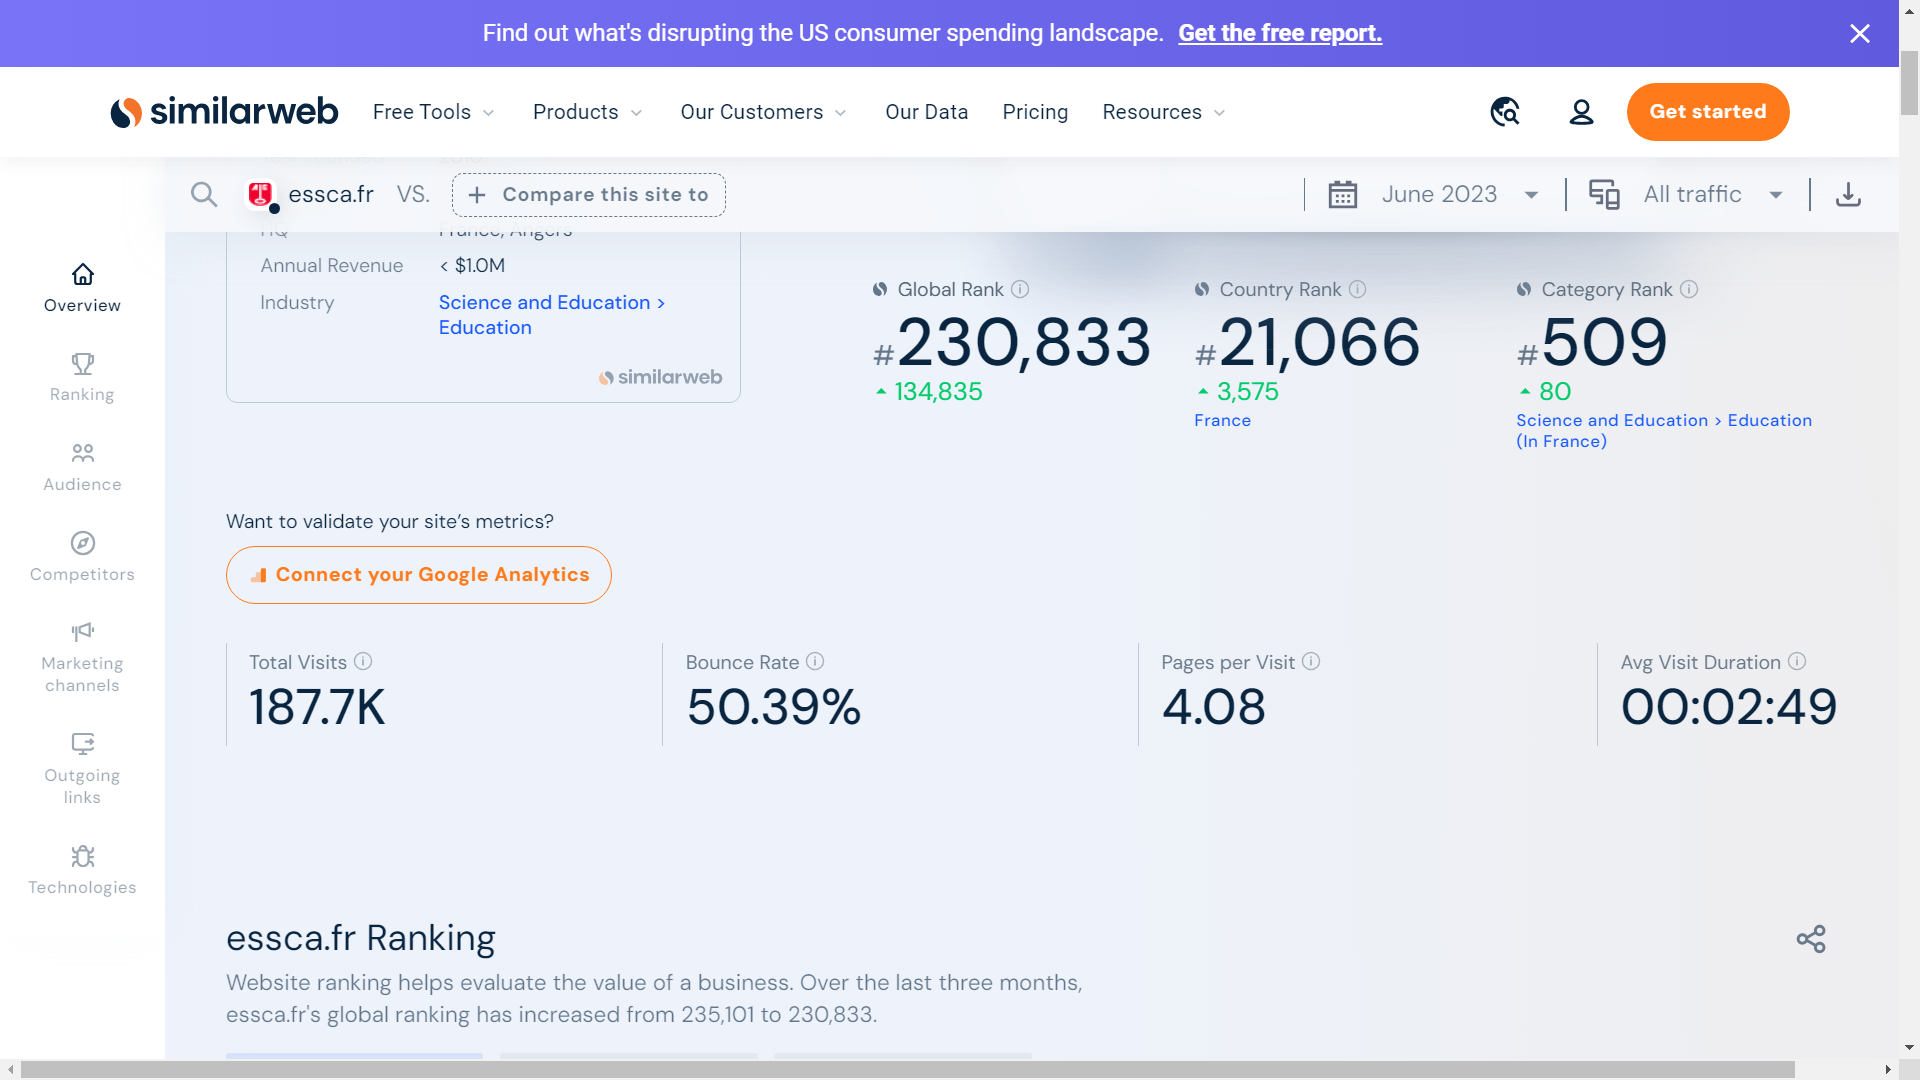 Find out what's disrupting the US consumer spending landscape. Get the free report.
similarweb Free Tools Products Our Customers Our Data Pricing Resources Get started
essca.fr VS. + Compare this site to June 2023 All traffic
HQ France, Angers
Annual Revenue < $1.0M
Industry Science and Education >
Education
similarweb
Global Rank
#230,833
134,835
Country Rank
#21,066
3,575
France
Category Rank
#509
80
Science and Education > Education
(In France)
Overview
Ranking
Audience
Competitors
Marketing
channels
Outgoing
links
Technologies
Want to validate your site’s metrics?
Connect your Google Analytics
Total Visits
187.7K
Bounce Rate
50.39%
Pages per Visit
4.08
Avg Visit Duration
00:02:49
essca.fr Ranking
Website ranking helps evaluate the value of a business. Over the last three months,
essca.fr's global ranking has increased from 235,101 to 230,833.